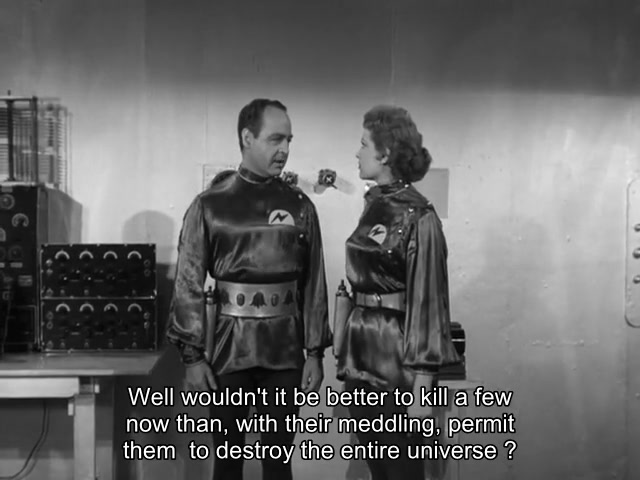 Well wouldn't it be better to kill a few
now than, with their meddling, permit
them  to destroy the entire universe ?